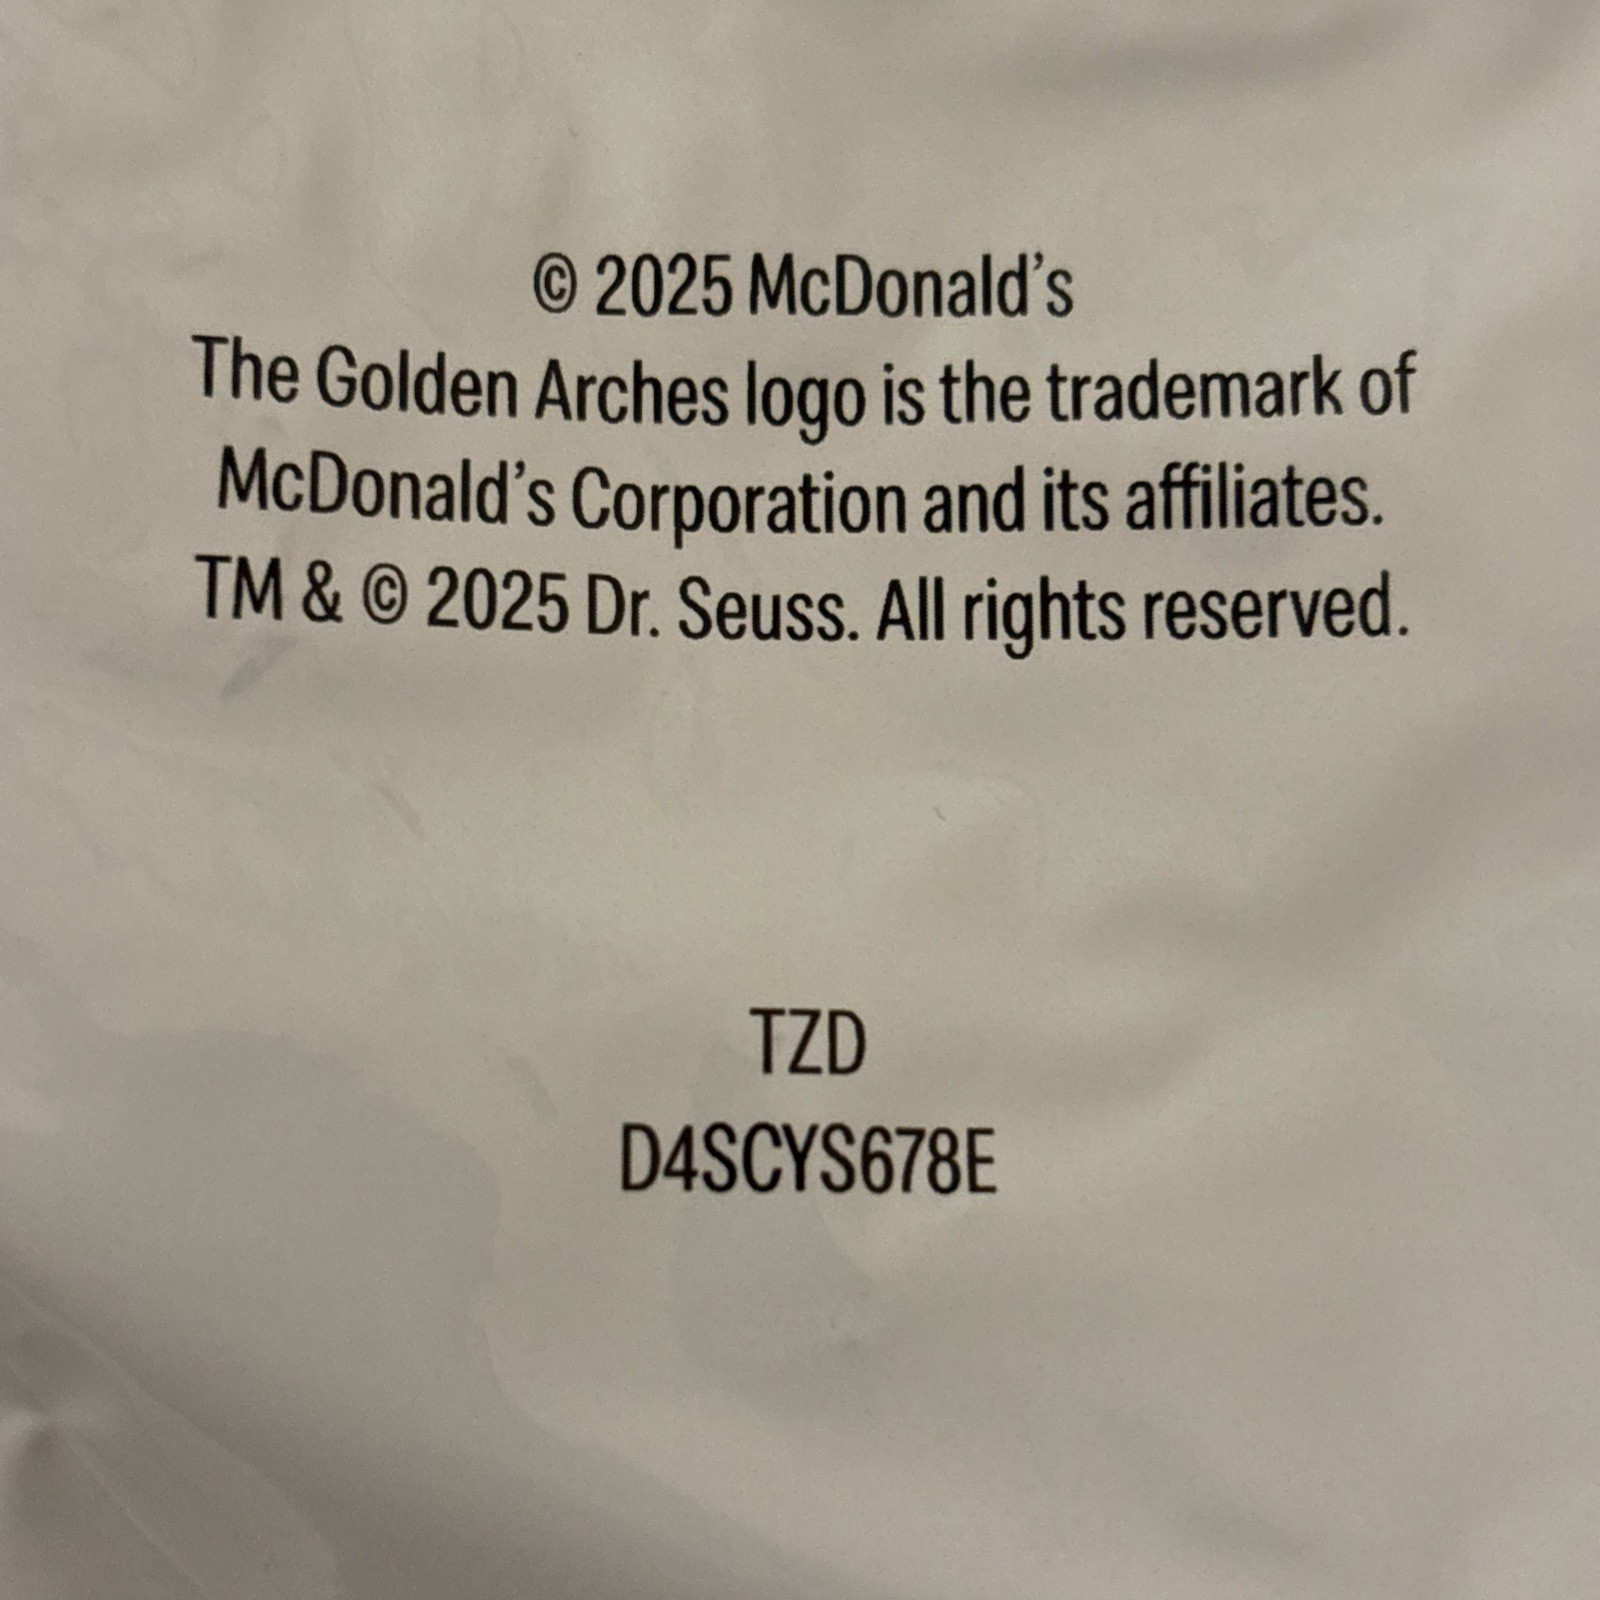 © 2025 McDonald’s
The Golden Arches logo is the trademark of
McDonald’s Corporation and its affiliates.
TM & © 2025 Dr. Seuss. All rights reserved.
TZD
D4SCYS678E